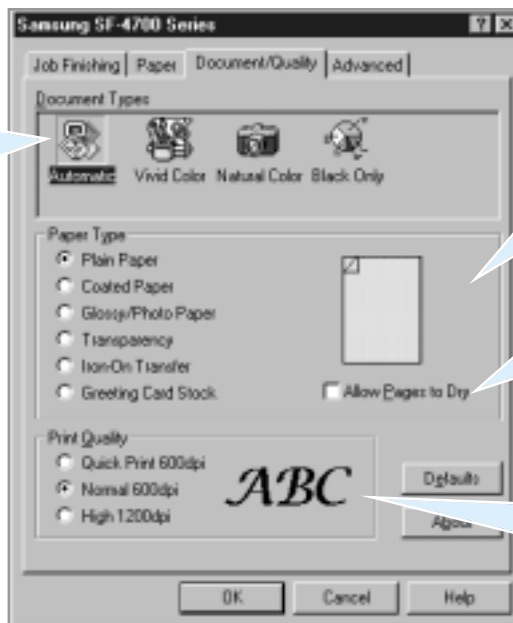 Samsung SF-4700 Series
Job Finishing Paper Document/Quality Advanced
Document Types
Automatic Vivid Color Natural Color Black Only
Paper Type
Plain Paper
Coated Paper
Glossy/Photo Paper
Transparency
Iron-On Transfer
Greeting Card Stock
Allow Pages to Dry
Print Quality
Quick Print 600dpi
Normal 600dpi
High 1200dpi
ABC
Defaults
About
OK Cancel Help